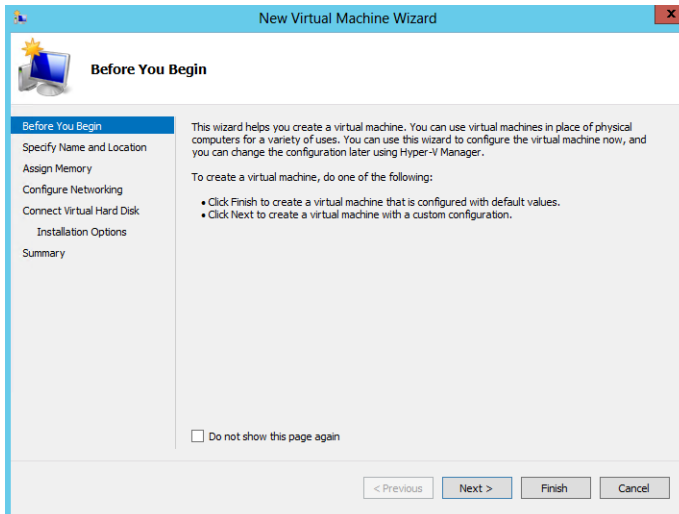 New Virtual Machine Wizard
x
Before You Begin
Before You Begin
Specify Name and Location
Assign Memory
Configure Networking
Connect Virtual Hard Disk
Installation Options
Summary
This wizard helps you create a virtual machine. You can use virtual machines in place of physical
computers for a variety of uses. You can use this wizard to configure the virtual machine now, and
you can change the configuration later using Hyper-V Manager.
To create a virtual machine, do one of the following:
• Click Finish to create a virtual machine that is configured with default values.
• Click Next to create a virtual machine with a custom configuration.
Do not show this page again
< Previous
Next >
Finish
Cancel